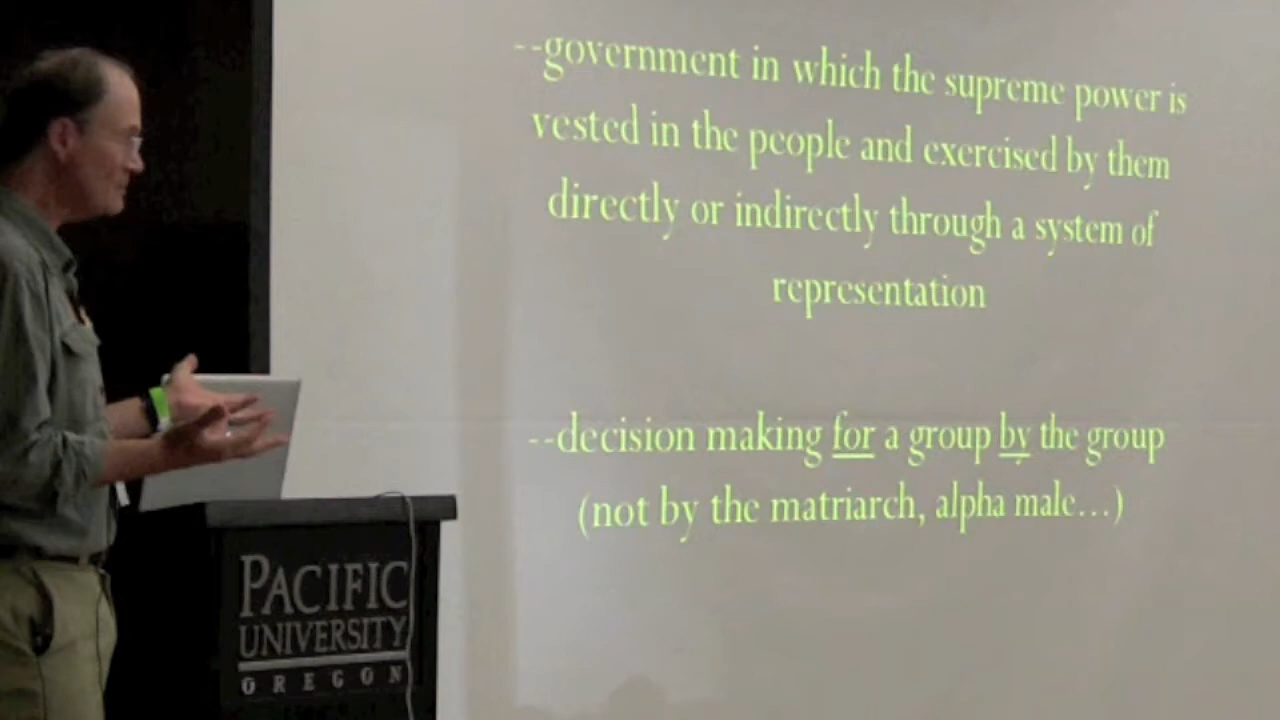 --government in which the supreme power is
vested in the people and exercised by them
directly or indirectly through a system of
representation
--decision making for a group by the group
(not by the matriarch, alpha male...)
PACIFIC
UNIVERSITY
OREGON